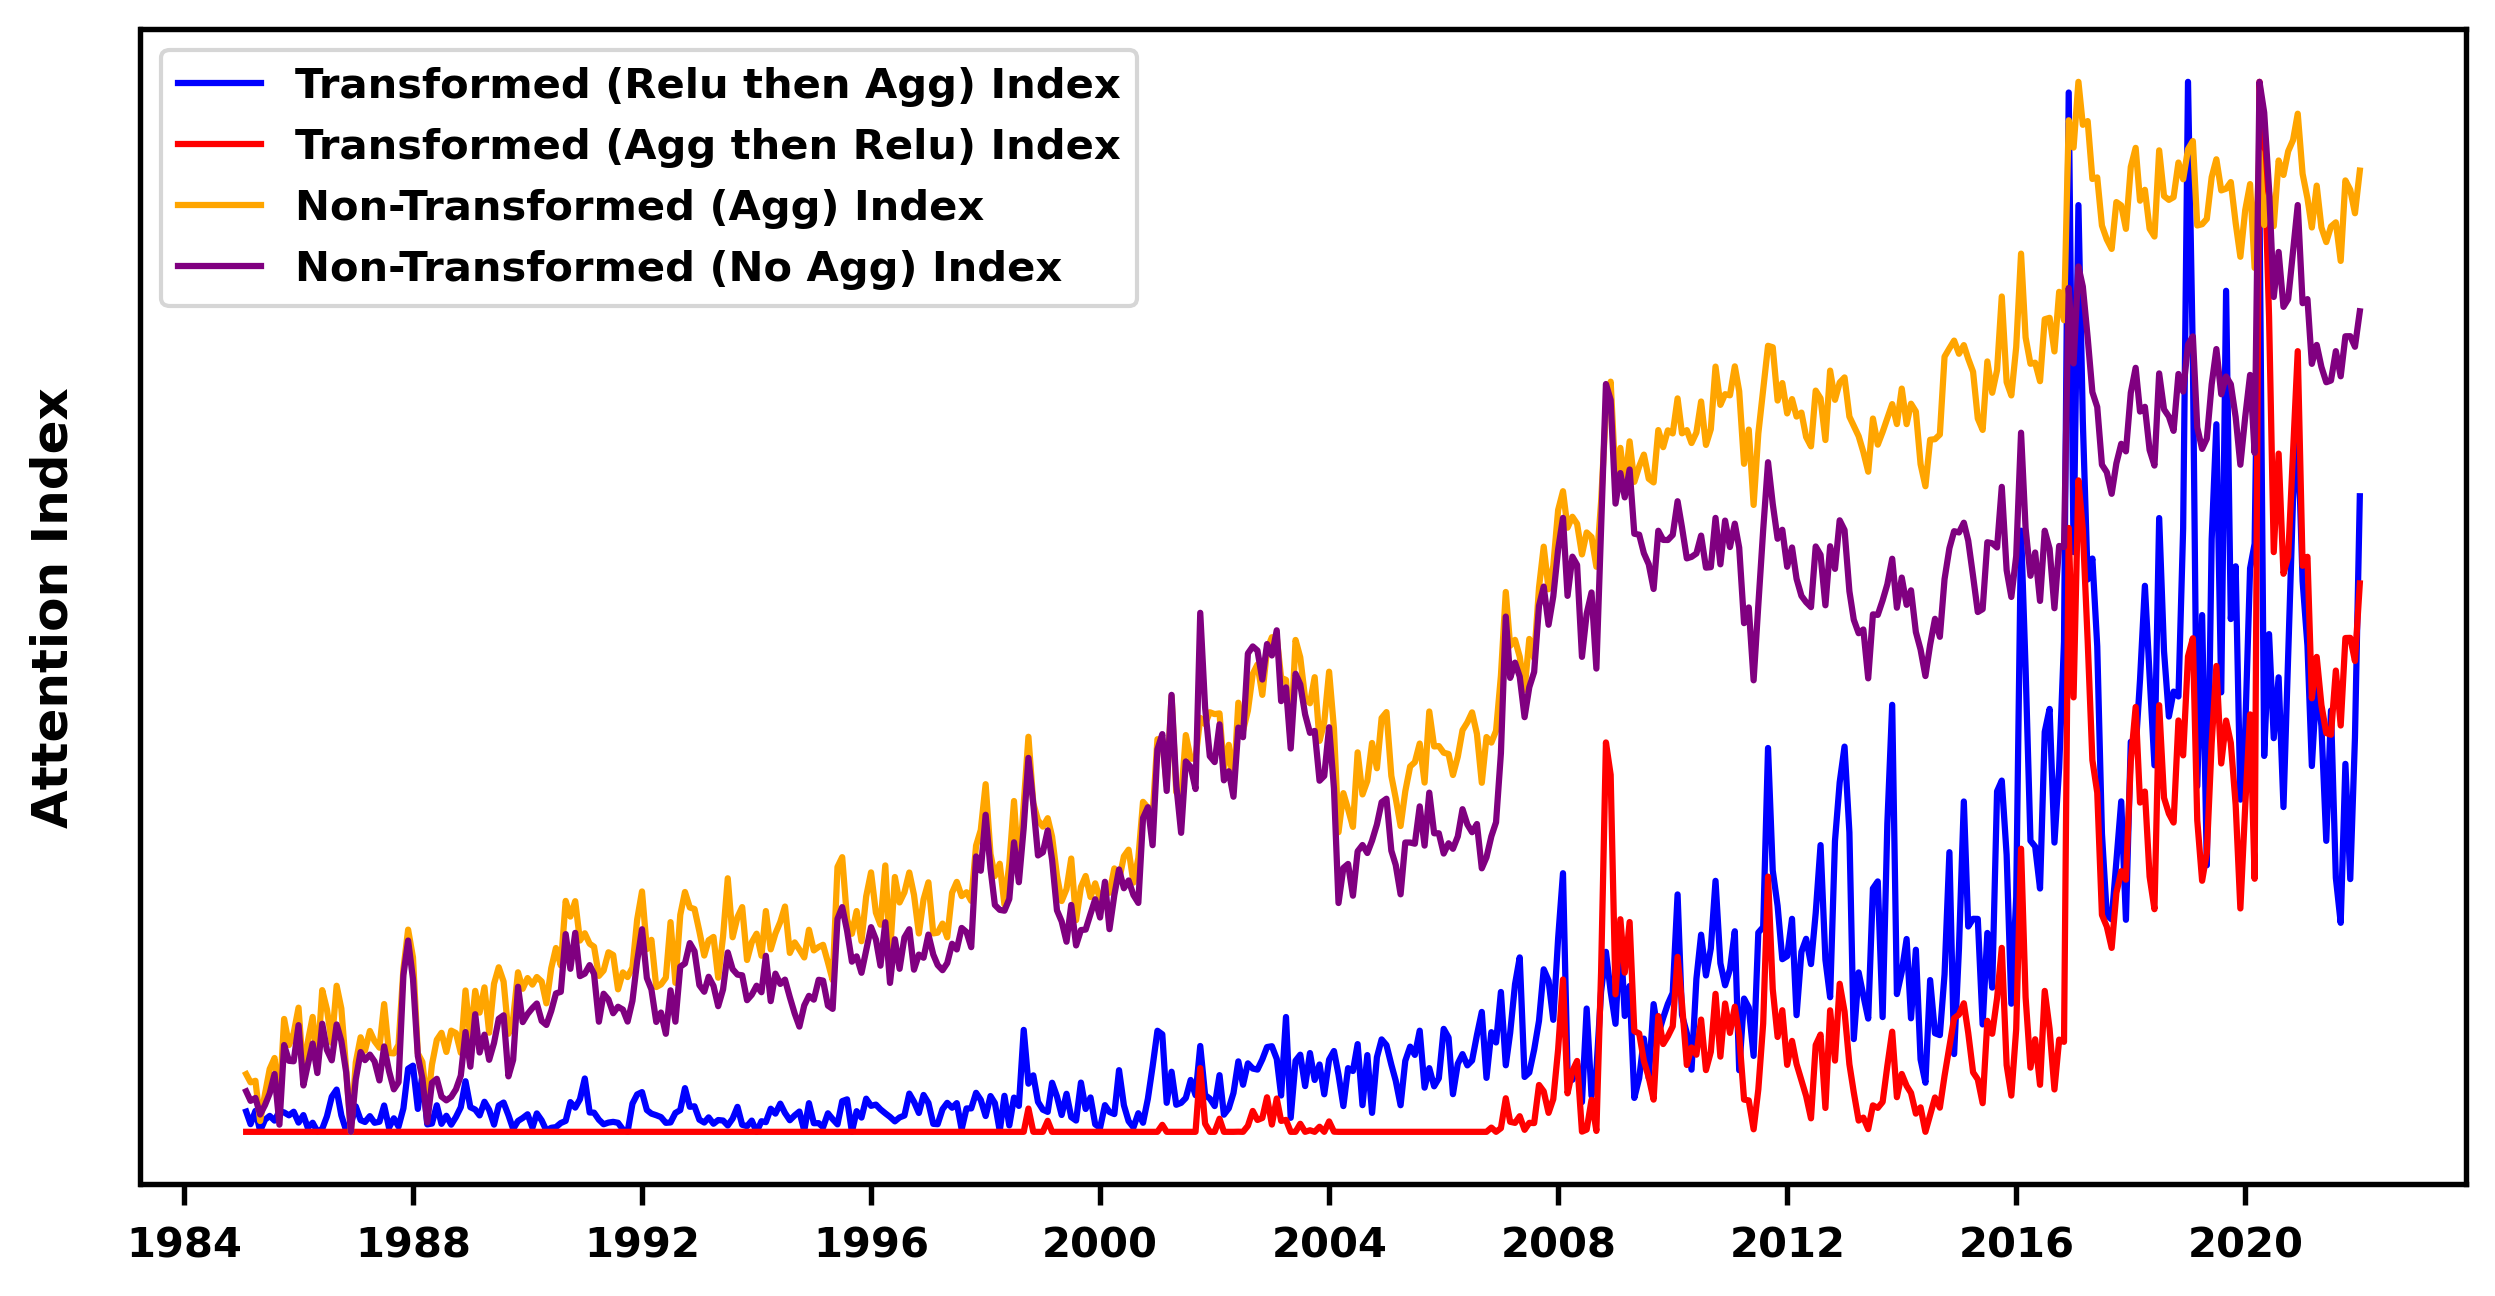 Transformed (Relu then Agg) Index
Transformed (Agg then Relu) Index
Non-Transformed (Agg) Index
Non-Transformed (No Agg) Index
Attention Index
1984 1988 1992 1996 2000 2004 2008 2012 2016 2020